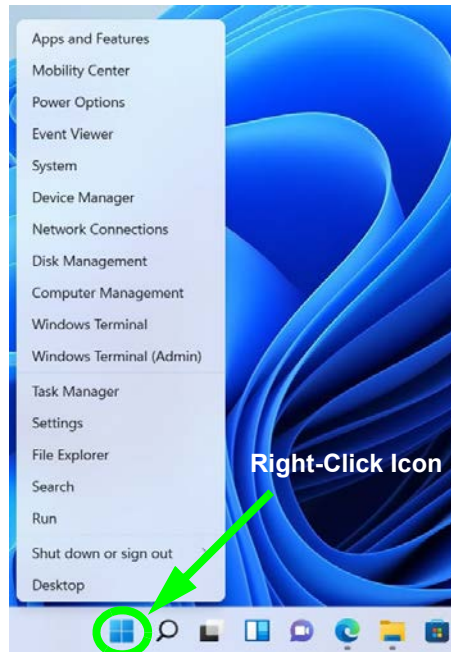 Apps and Features
Mobility Center
Power Options
Event Viewer
System
Device Manager
Network Connections
Disk Management
Computer Management
Windows Terminal
Windows Terminal (Admin)
Task Manager
Settings
File Explorer
Right-Click Icon
Search
Run
Shut down or sign out
Desktop